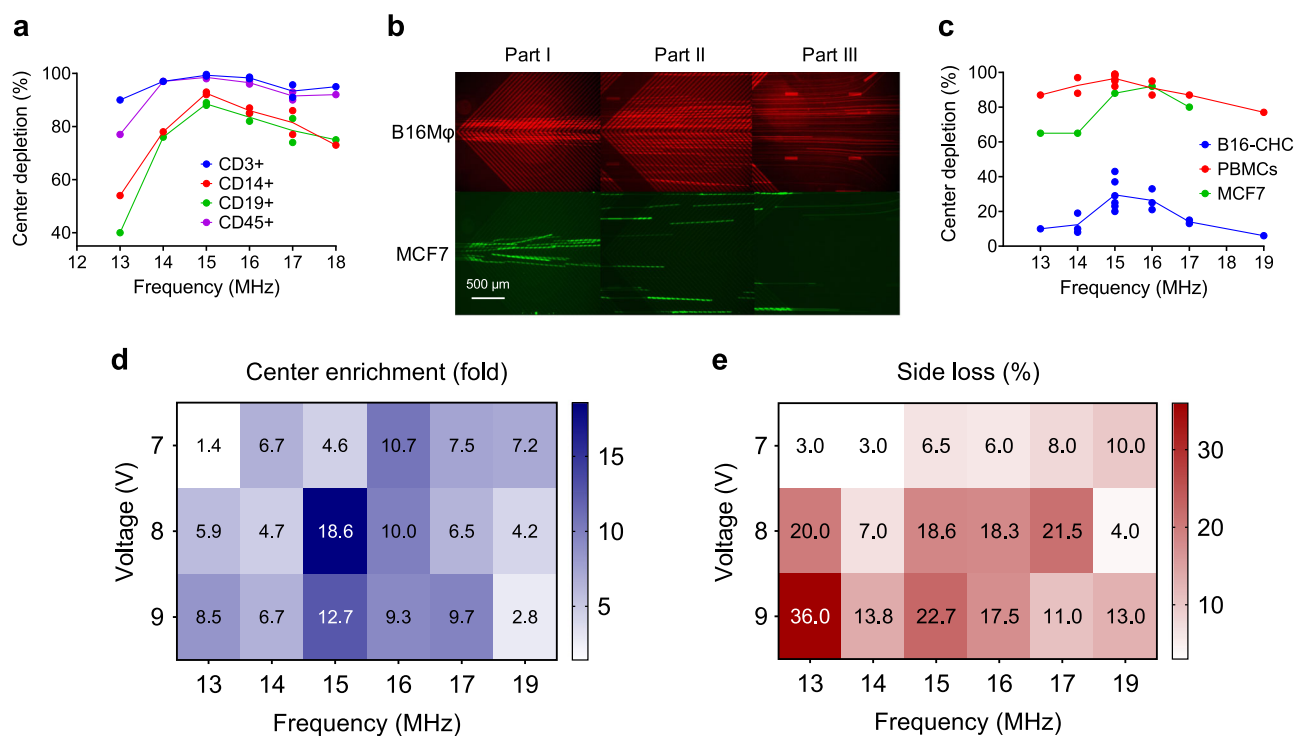 a
Center depletion (%)
100
80
60
40
12 13 14 15 16 17 18
Frequency (MHz)
CD3+
CD14+
CD19+
CD45+
b
Part I Part II Part III
B16Mφ
MCF7
500 µm
c
Center depletion (%)
100
80
60
40
20
0
13 14 15 16 17 18 19
Frequency (MHz)
B16-CHC
PBMCs
MCF7
d
Center enrichment (fold)
Voltage (V)
7 1.4 6.7 4.6 10.7 7.5 7.2
8 5.9 4.7 18.6 10.0 6.5 4.2
9 8.5 6.7 12.7 9.3 9.7 2.8
13 14 15 16 17 19
Frequency (MHz)
15
10
5
e
Side loss (%)
Voltage (V)
7 3.0 3.0 6.5 6.0 8.0 10.0
8 20.0 7.0 18.6 18.3 21.5 4.0
9 36.0 13.8 22.7 17.5 11.0 13.0
13 14 15 16 17 19
Frequency (MHz)
30
20
10